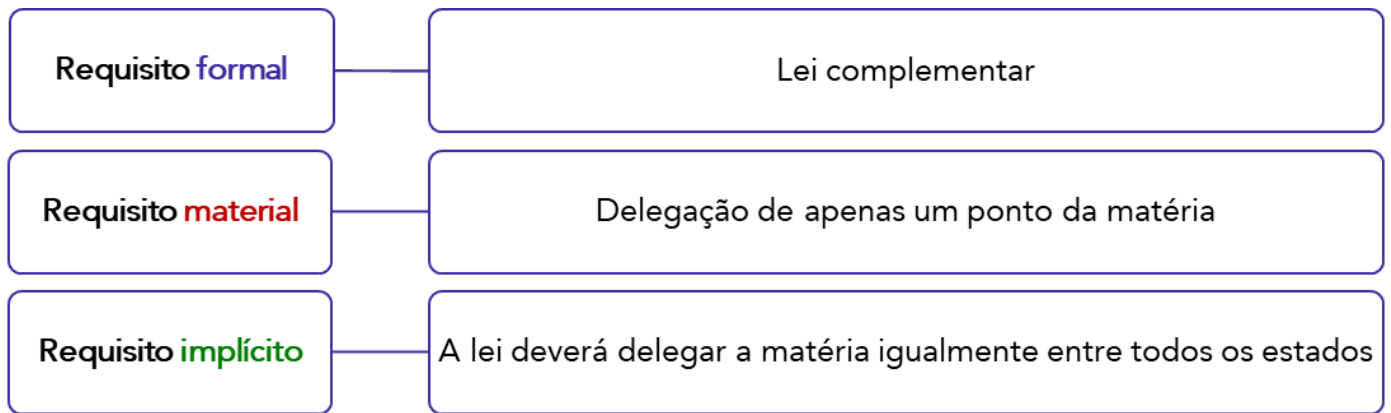 Requisito formal
Lei complementar
Requisito material
Delegação de apenas um ponto da matéria
Requisito implícito
A lei deverá delegar a matéria igualmente entre todos os estados